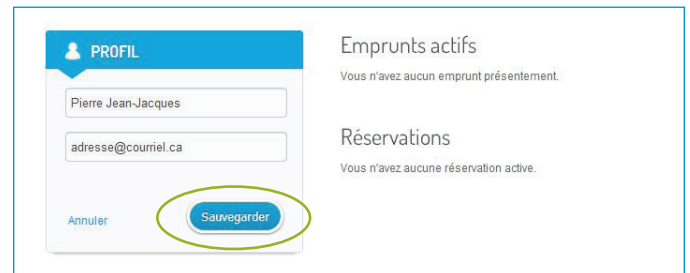 PROFIL
Pierre Jean-Jacques
adresse@courriel.ca
Annuler
Sauvegarder
Emprunts actifs
Vous n'avez aucun emprunt présentement.
Réservations
Vous n'avez aucune réservation active.